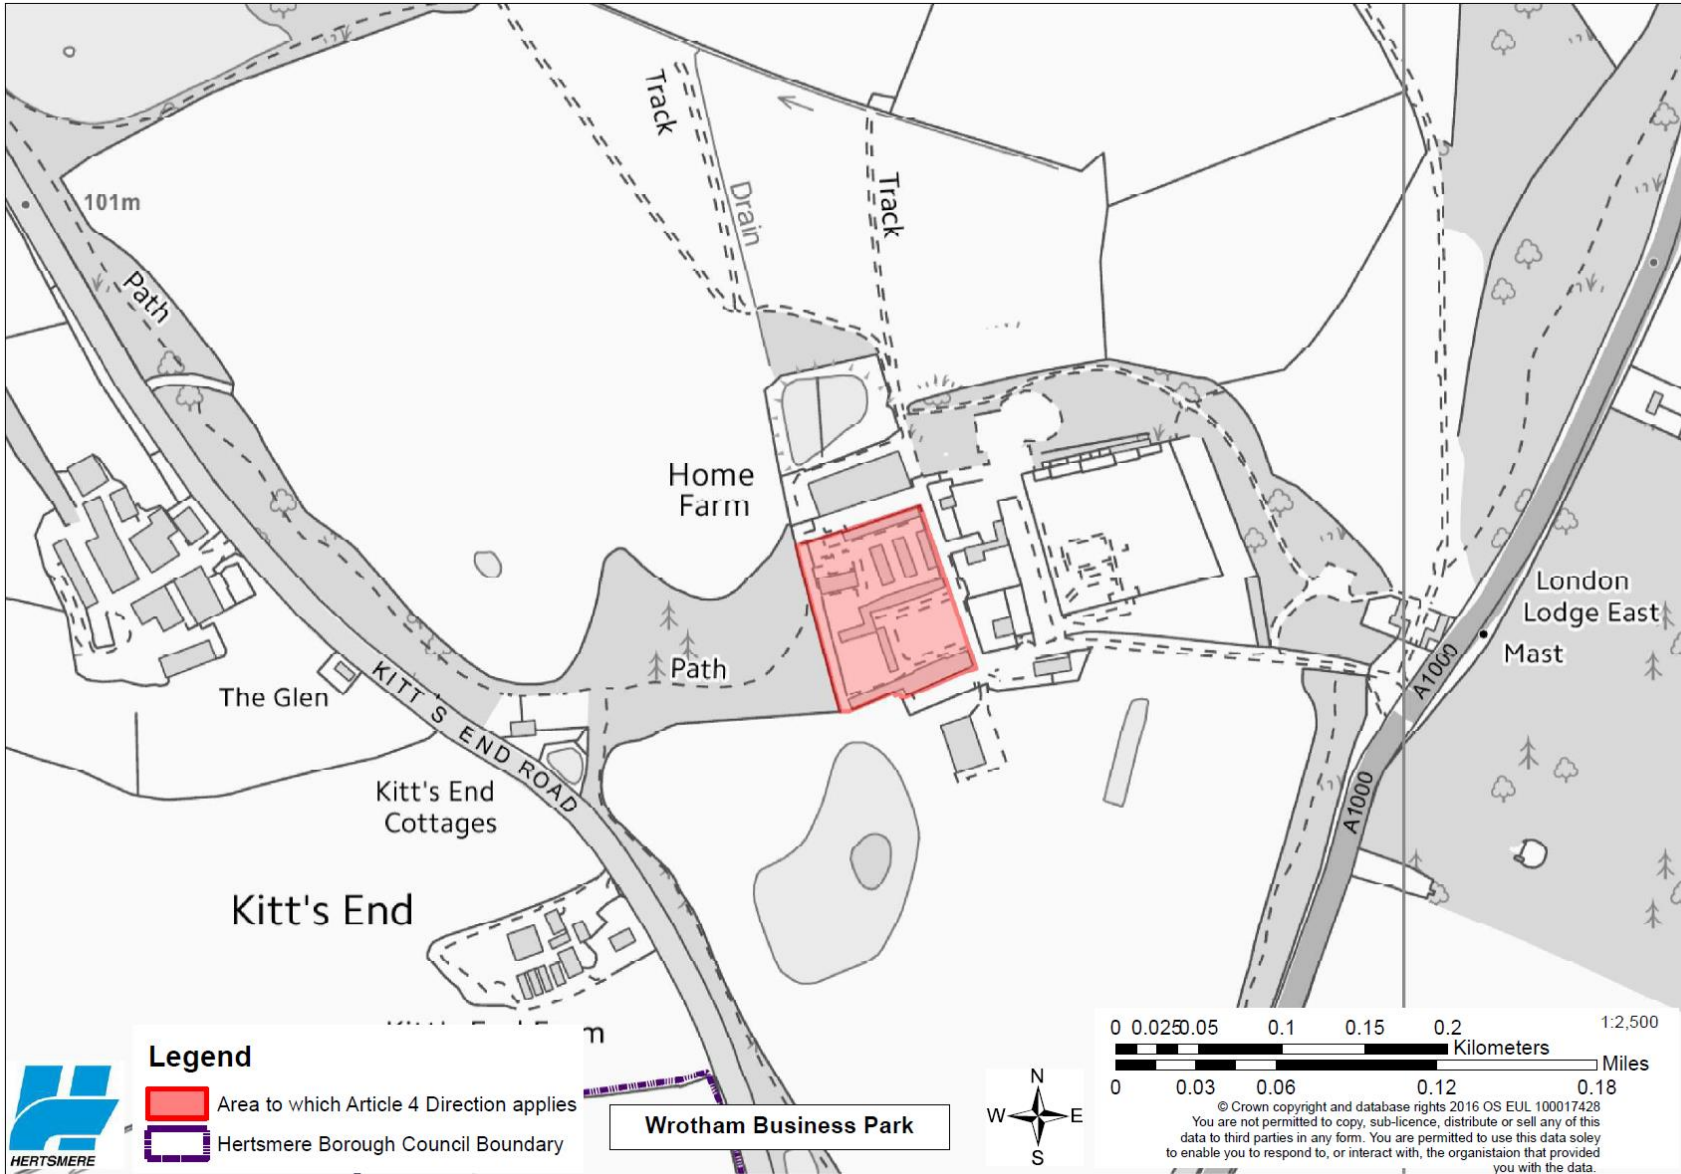 Track
Track
Drain
101m
Path
Home
Farm
London
Lodge East
Mast
A1000
Path
The Glen
KITT'S END ROAD
A1000
Kitt's End
Cottages
Kitt's End
Legend
Area to which Article 4 Direction applies
Hertsmere Borough Council Boundary
HERTSMERE
Wrotham Business Park
N
W E
S
1:2,500
0 0.025 0.05 0.1 0.15 0.2
Kilometers
Miles
0 0.03 0.06 0.12 0.18
© Crown copyright and database rights 2016 OS EUL 100017428
You are not permitted to copy, sub-licence, distribute or sell any of this
data to third parties in any form. You are permitted to use this data soley
to enable you to respond to, or interact with, the organistaion that provided
you with the data.